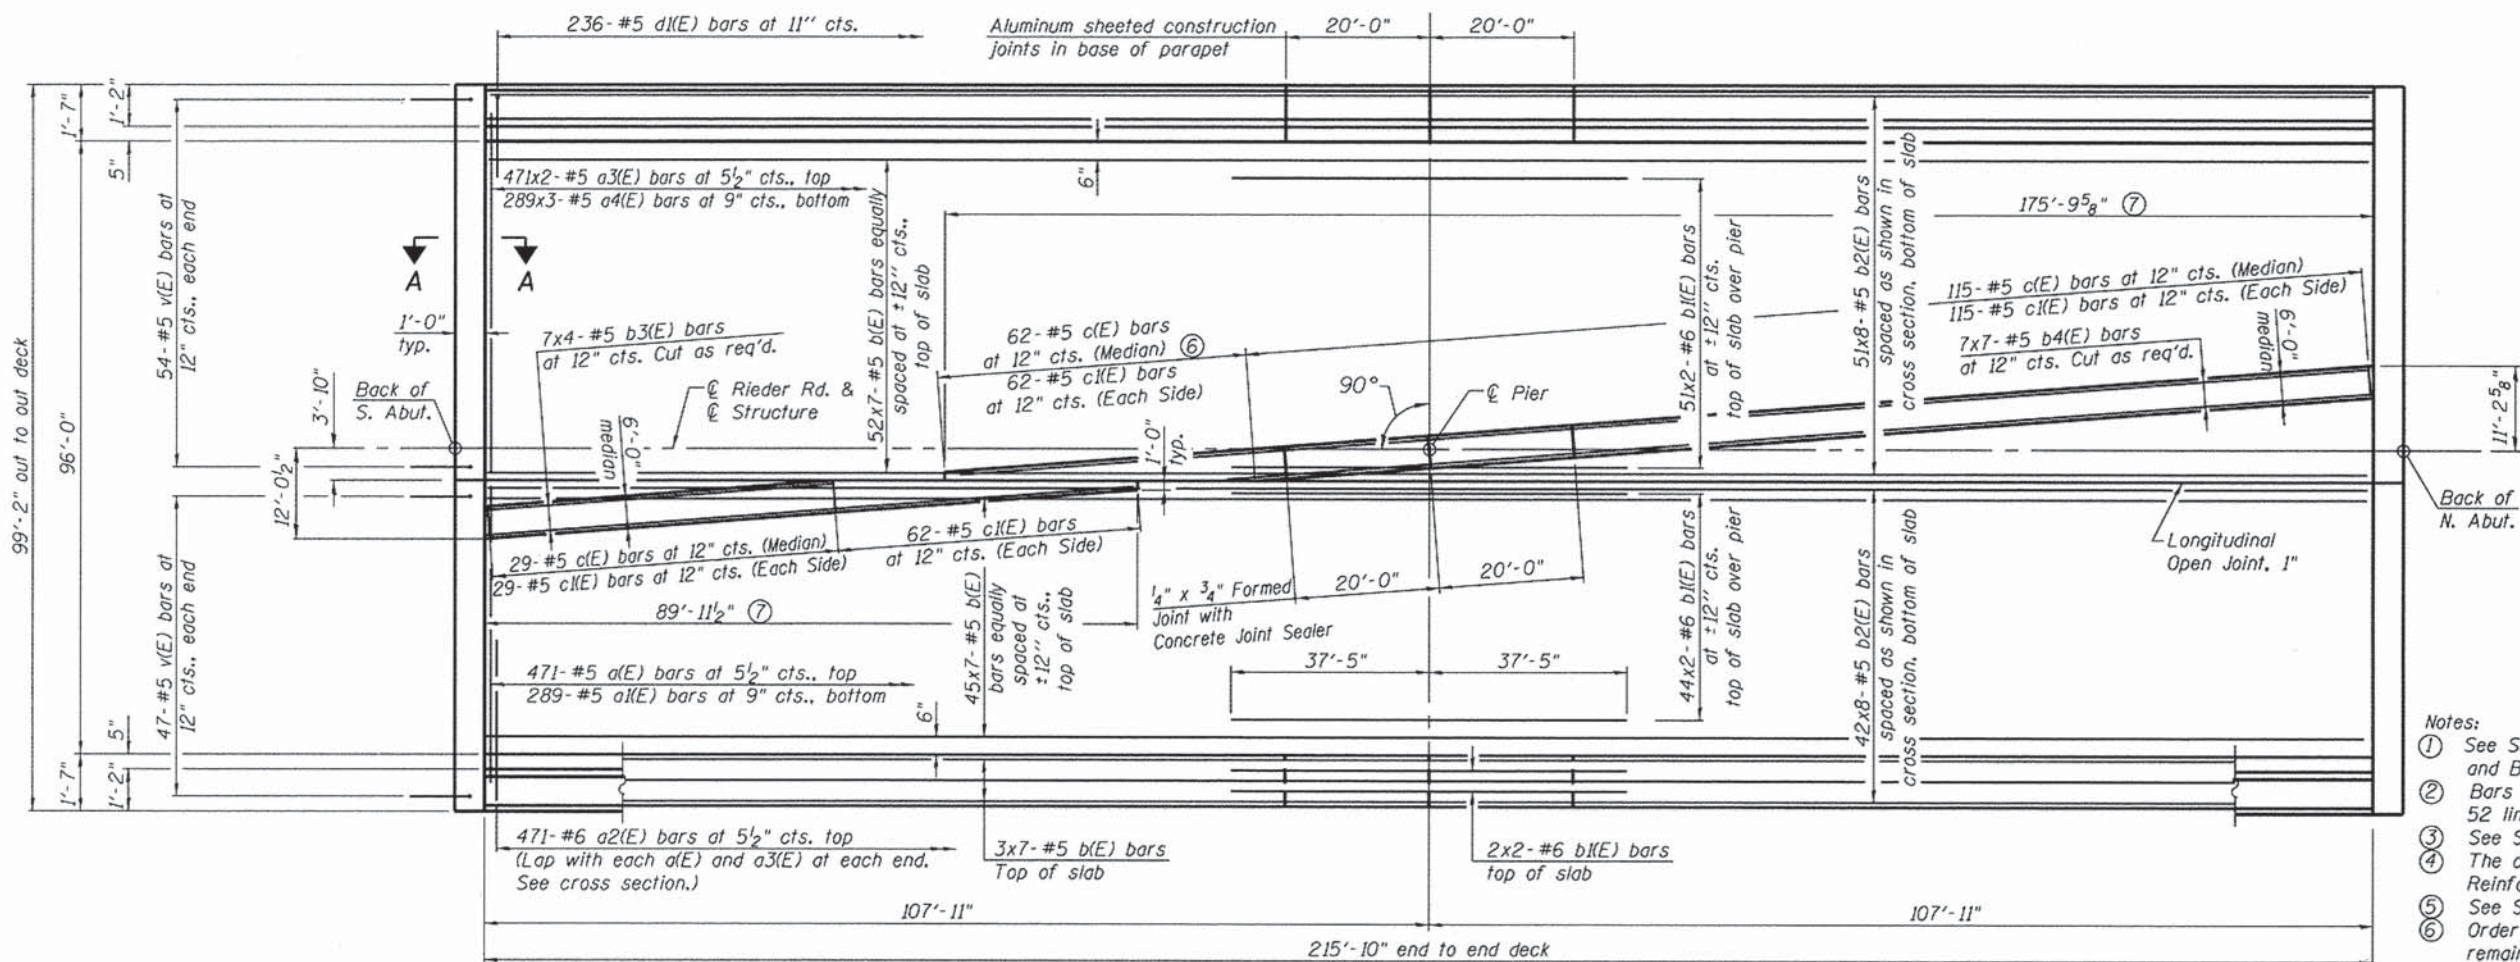 236- #5 d1(E) bars at 11" cts.
Aluminum sheeted construction
joints in base of parapet
20'-0"
20'-0"
1'-7"
1'-2"
5"
99'-2" out to out deck
96'-0"
54- #5 v(E) bars at
12" cts., each end
471x2- #5 a3(E) bars at 5½" cts., top
289x3- #5 a4(E) bars at 9" cts., bottom
6"
52x7- #5 b(E) bars equally
spaced at ±12" cts.,
top of slab
51x2- #6 b1(E) bars
at ±12" cts.
top of slab over pier
51x8- #5 b2(E) bars
spaced as shown in
cross section, bottom of slab
175'-9⅝" ⑦
A
A
1'-0"
typ.
7x4- #5 b3(E) bars
at 12" cts. Cut as req'd.
62- #5 c(E) bars
at 12" cts. (Median) ⑥
62- #5 c1(E) bars
at 12" cts. (Each Side)
115- #5 c(E) bars at 12" cts. (Median)
115- #5 c1(E) bars at 12" cts. (Each Side)
7x7- #5 b4(E) bars
at 12" cts. Cut as req'd.
6'-0"
median
90°
℄ Pier
3'-10"
Back of
S. Abut.
℄ Rieder Rd. &
℄ Structure
6'-0"
median
1'-0"
typ.
11'-2⅝"
12'-0½"
Back of
N. Abut.
Longitudinal
Open Joint, 1"
47- #5 v(E) bars at
12" cts., each end
29- #5 c(E) bars at 12" cts. (Median)
29- #5 c1(E) bars at 12" cts. (Each Side)
62- #5 c1(E) bars
at 12" cts. (Each Side)
89'-11½" ⑦
45x7- #5 b(E)
bars equally
spaced at
±12" cts.,
top of slab
¼" x ¾" Formed
Joint with
Concrete Joint Sealer
20'-0"
20'-0"
44x2- #6 b1(E) bars
at ±12" cts.
top of slab over pier
42x8- #5 b2(E) bars
spaced as shown in
cross section, bottom of slab
471- #5 a(E) bars at 5½" cts., top
289- #5 a1(E) bars at 9" cts., bottom
37'-5"
37'-5"
6"
5"
1'-7"
1'-2"
471- #6 a2(E) bars at 5½" cts. top
(Lap with each a(E) and a3(E) at each end.
See cross section.)
3x7- #5 b(E) bars
Top of slab
2x2- #6 b1(E) bars
top of slab
107'-11"
107'-11"
215'-10" end to end deck
Notes:
① See S
and B
② Bars
52 lin
③ See S
④ The
Reinfo
⑤ See S
⑥ Order
remain